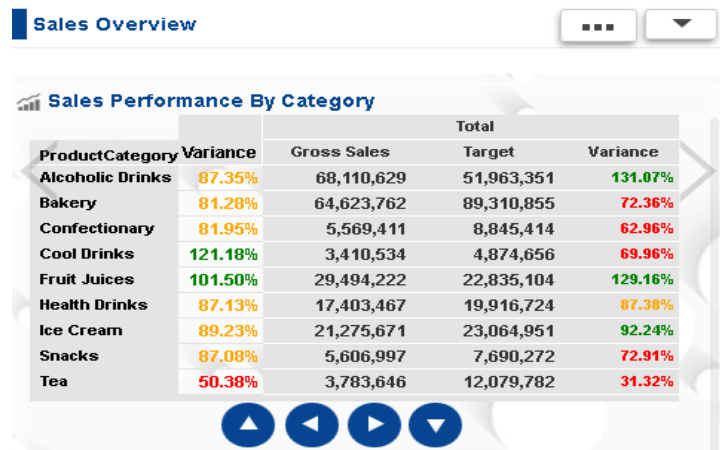 Sales Overview
Sales Performance By Category
Total
ProductCategory Variance Gross Sales Target Variance
Alcoholic Drinks 87.35% 68,110,629 51,963,351 131.07%
Bakery 81.28% 64,623,762 89,310,855 72.36%
Confectionary 81.95% 5,569,411 8,845,414 62.96%
Cool Drinks 121.18% 3,410,534 4,874,656 69.96%
Fruit Juices 101.50% 29,494,222 22,835,104 129.16%
Health Drinks 87.13% 17,403,467 19,916,724 87.38%
Ice Cream 89.23% 21,275,671 23,064,951 92.24%
Snacks 87.08% 5,606,997 7,690,272 72.91%
Tea 50.38% 3,783,646 12,079,782 31.32%